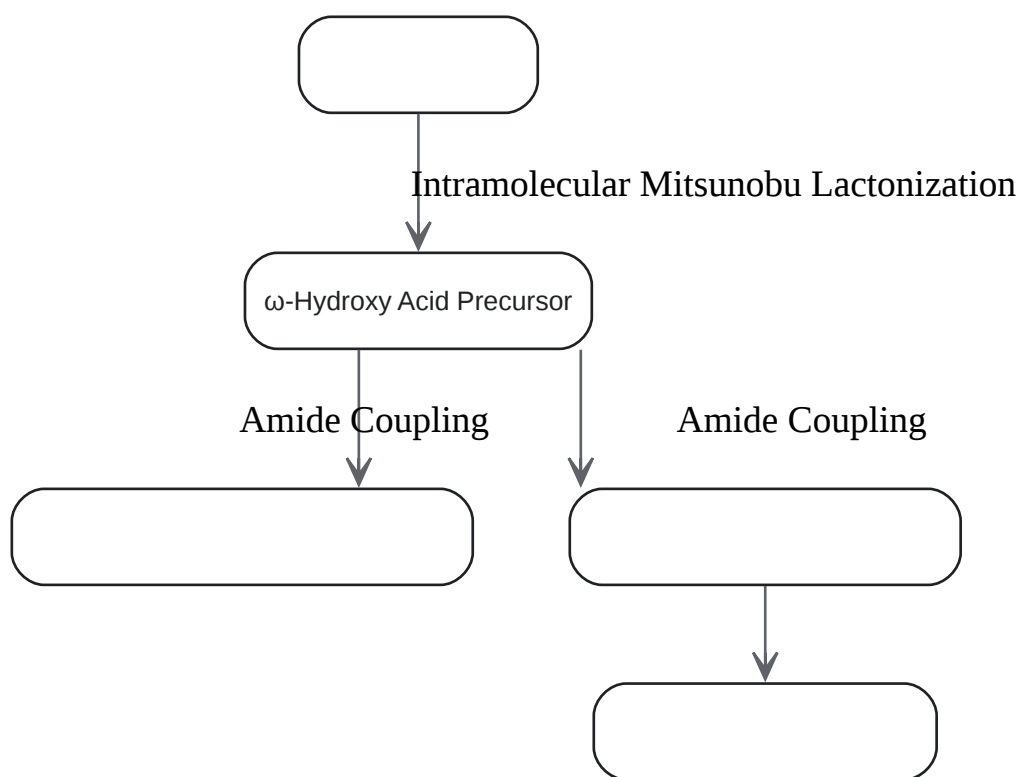 Intramolecular Mitsunobu Lactonization
ω-Hydroxy Acid Precursor
Amide Coupling
Amide Coupling